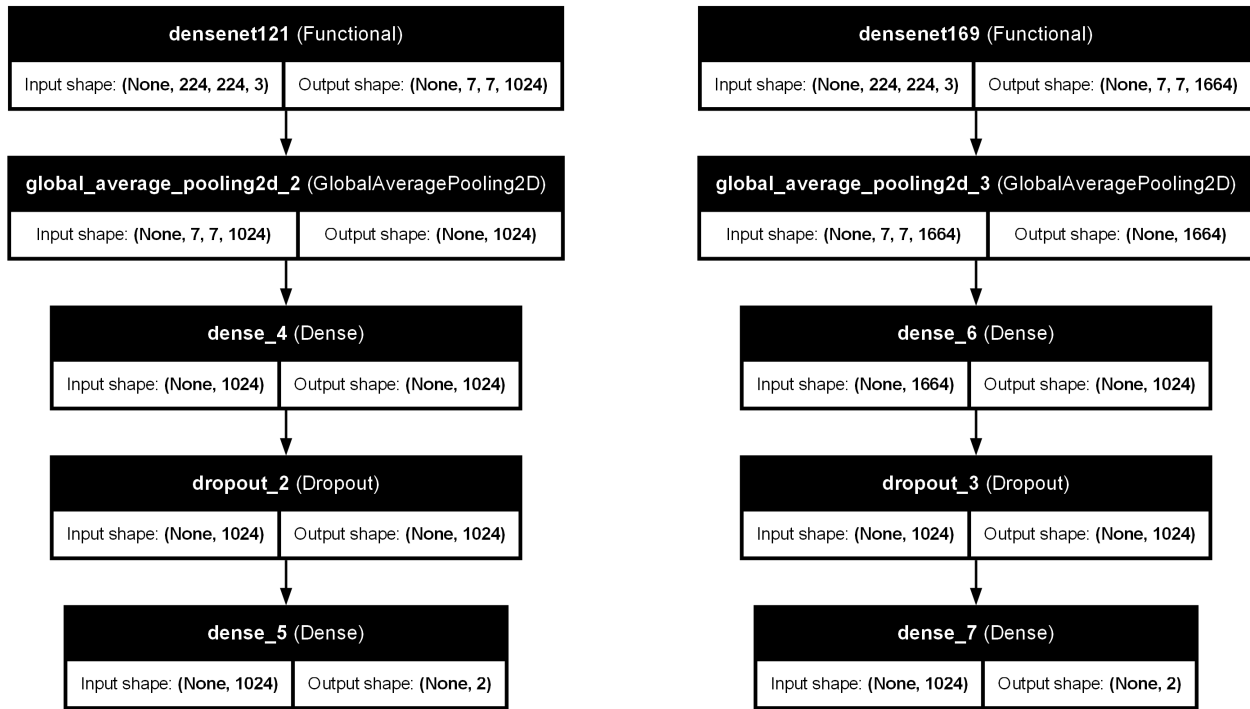 densenet121 (Functional)
Input shape: (None, 224, 224, 3) Output shape: (None, 7, 7, 1024)
global_average_pooling2d_2 (GlobalAveragePooling2D)
Input shape: (None, 7, 7, 1024) Output shape: (None, 1024)
dense_4 (Dense)
Input shape: (None, 1024) Output shape: (None, 1024)
dropout_2 (Dropout)
Input shape: (None, 1024) Output shape: (None, 1024)
dense_5 (Dense)
Input shape: (None, 1024) Output shape: (None, 2)
densenet169 (Functional)
Input shape: (None, 224, 224, 3) Output shape: (None, 7, 7, 1664)
global_average_pooling2d_3 (GlobalAveragePooling2D)
Input shape: (None, 7, 7, 1664) Output shape: (None, 1664)
dense_6 (Dense)
Input shape: (None, 1664) Output shape: (None, 1024)
dropout_3 (Dropout)
Input shape: (None, 1024) Output shape: (None, 1024)
dense_7 (Dense)
Input shape: (None, 1024) Output shape: (None, 2)